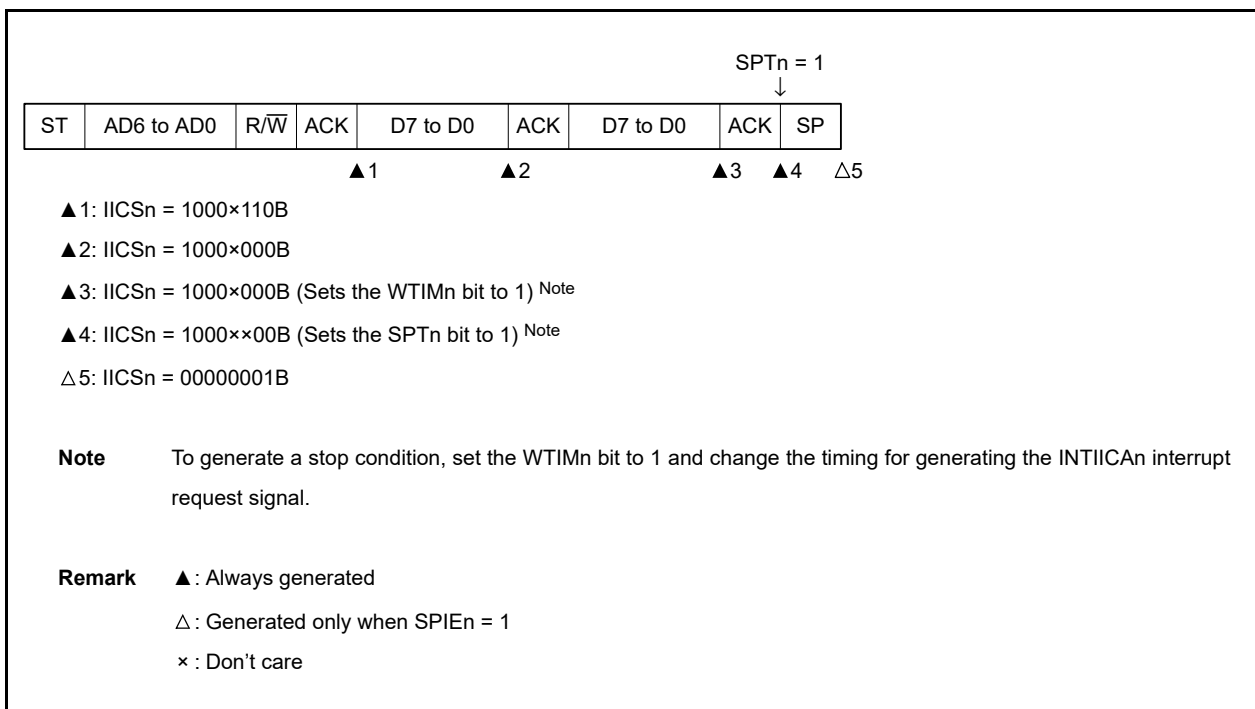 SPTn = 1
↓
ST AD6 to AD0 R/W̅ ACK D7 to D0 ACK D7 to D0 ACK SP
▲1 ▲2 ▲3 ▲4 △5
▲1: IICSn = 1000×110B
▲2: IICSn = 1000×000B
▲3: IICSn = 1000×000B (Sets the WTIMn bit to 1) Note
▲4: IICSn = 1000××00B (Sets the SPTn bit to 1) Note
△5: IICSn = 00000001B
Note To generate a stop condition, set the WTIMn bit to 1 and change the timing for generating the INTIICAn interrupt
request signal.
Remark ▲: Always generated
△: Generated only when SPIEn = 1
×: Don’t care